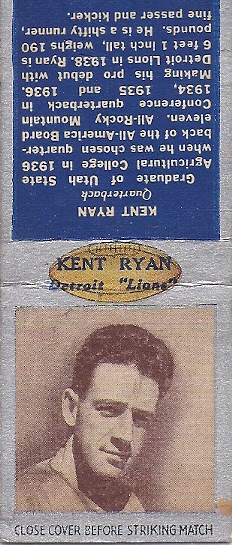 KENT RYAN
Quarterback
Graduate of Utah State
Agricultural College 1936
when he was chosen quarter-
back of the All-America Board
eleven. All-Rocky Mountain
Conference quarterback in
1934, 1935 and 1936.
Making his pro debut with
Detroit Lions in 1938. Ryan is
6 feet 1 inch tall, weighs 190
pounds. He is a shifty runner,
fine passer and kicker.
KENT RYAN
Detroit "Lions"
CLOSE COVER BEFORE STRIKING MATCH